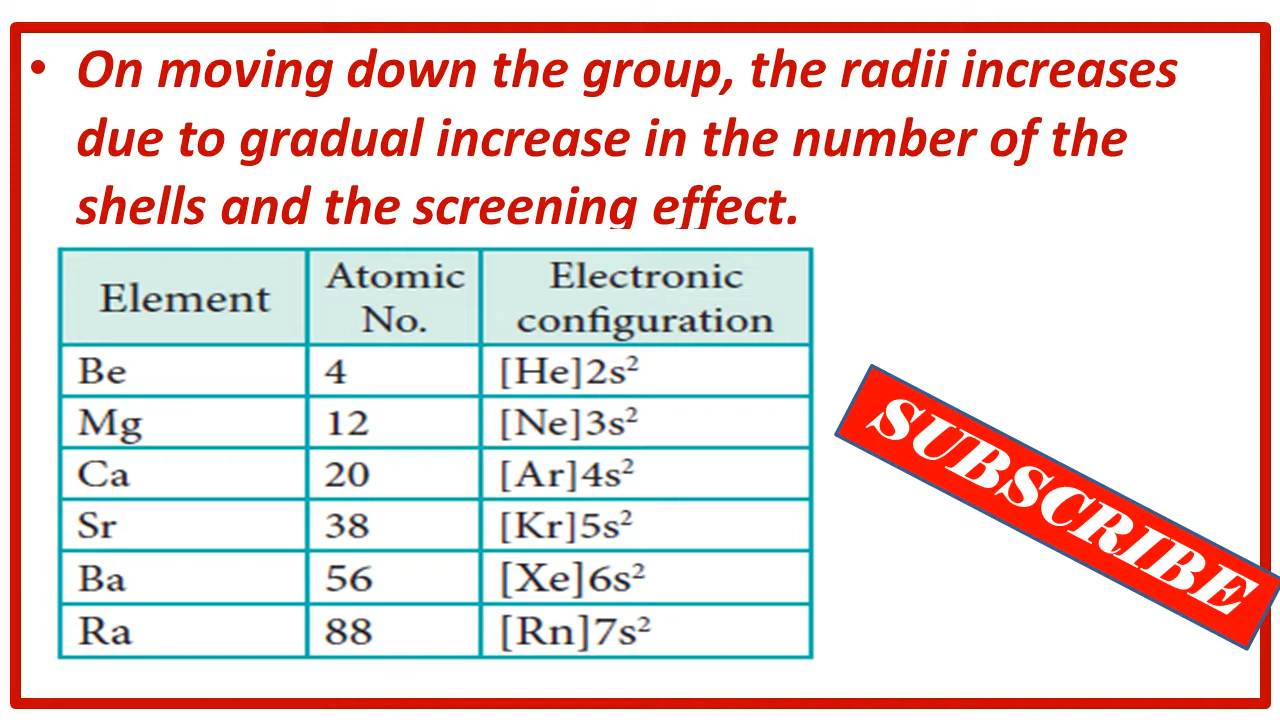 • On moving down the group, the radii increases
due to gradual increase in the number of the
shells and the screening effect.
Element Atomic No. Electronic configuration
Be 4 [He]2s²
Mg 12 [Ne]3s²
Ca 20 [Ar]4s²
Sr 38 [Kr]5s²
Ba 56 [Xe]6s²
Ra 88 [Rn]7s²
SUBSCRIBE